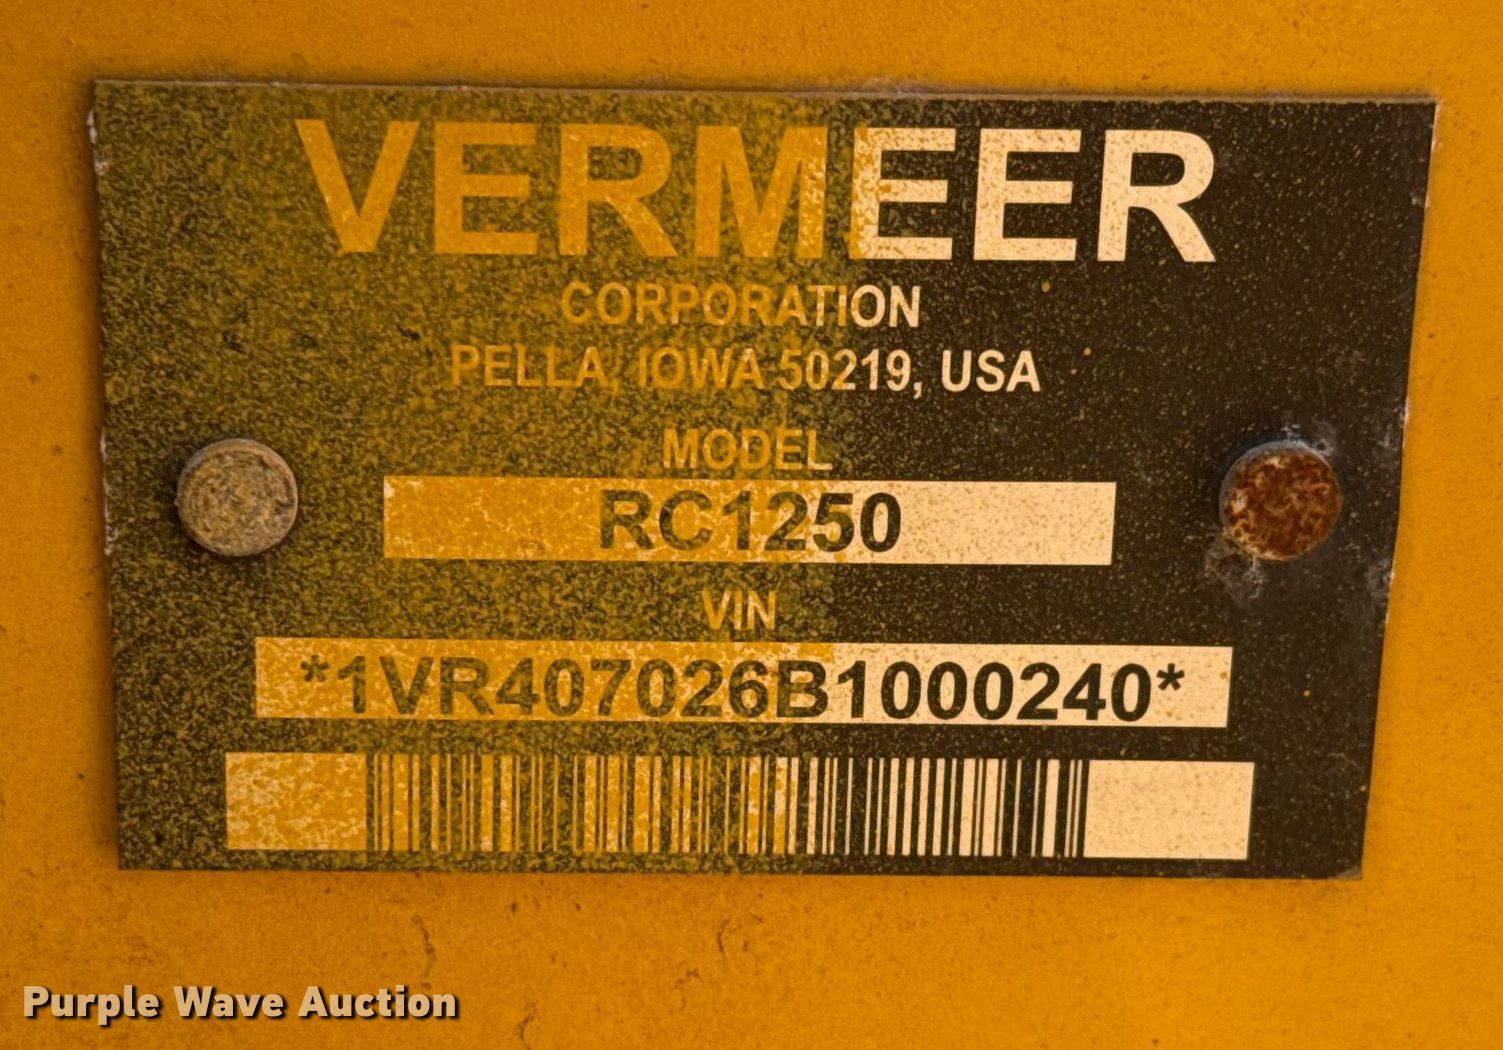 VERMEER
CORPORATION
PELLA, IOWA 50219, USA
MODEL
RC1250
VIN
*1VR407026B1000240*
Purple Wave Auction